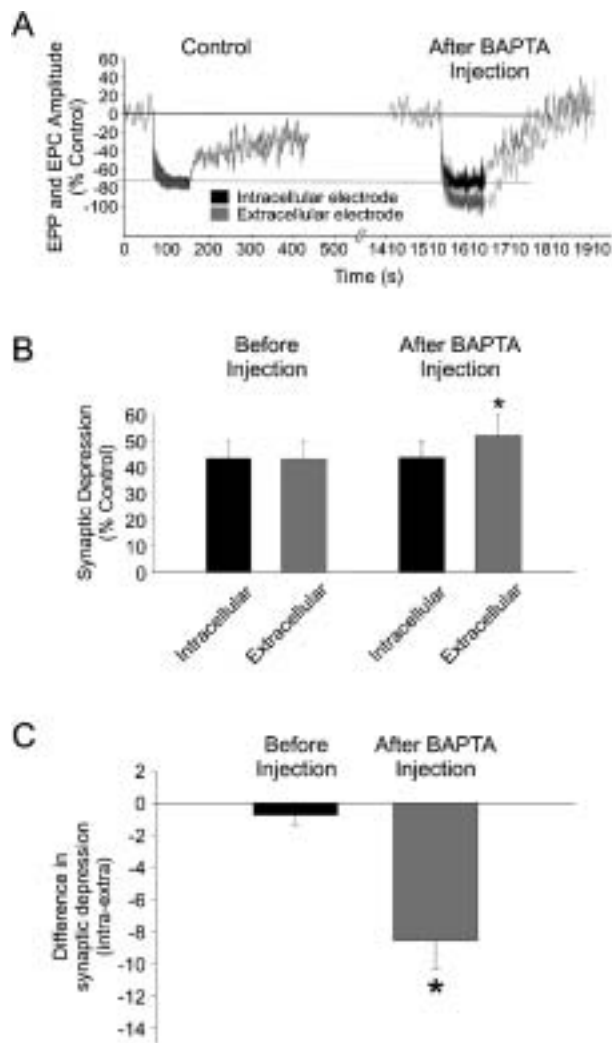 A
Control
After BAPTA
Injection
EPP and EPC Amplitude
(% Control)
60
40
20
0
-20
-40
-60
-80
-100
Intracellular electrode
Extracellular electrode
0 100 200 300 400 500 1410 1510 1610 1710 1810 1910
Time (s)
B
Before
Injection
After BAPTA
Injection
Synaptic Depression
(% Control)
60
50
40
30
20
10
0
*
Intracellular
Extracellular
Intracellular
Extracellular
C
Before
Injection
After BAPTA
Injection
Difference in
synaptic depression
(intra-extra)
2
0
-2
-4
-6
-8
-10
-12
-14
*